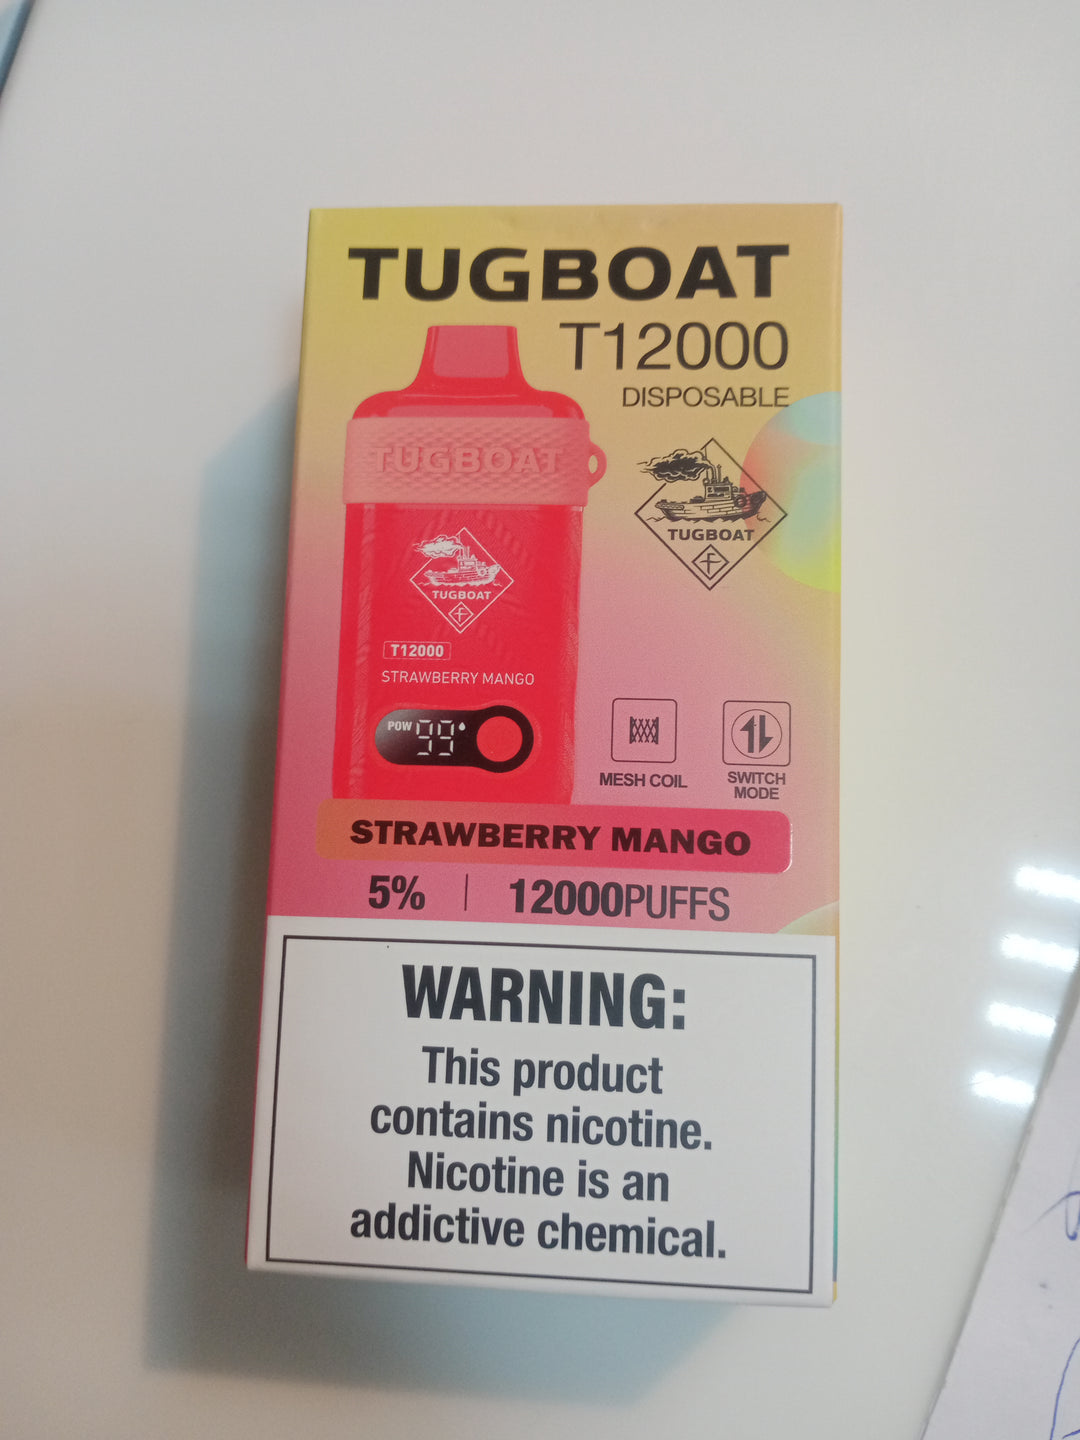 TUGBOAT
T12000
DISPOSABLE
TUGBOAT
TUGBOAT
TUGBOAT
T12000
STRAWBERRY MANGO
POW 99
MESH COIL
SWITCH
MODE
STRAWBERRY MANGO
5% | 12000PUFFS
WARNING:
This product
contains nicotine.
Nicotine is an
addictive chemical.